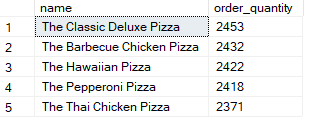 name order_quantity
1 The Classic Deluxe Pizza 2453
2 The Barbecue Chicken Pizza 2432
3 The Hawaiian Pizza 2422
4 The Pepperoni Pizza 2418
5 The Thai Chicken Pizza 2371